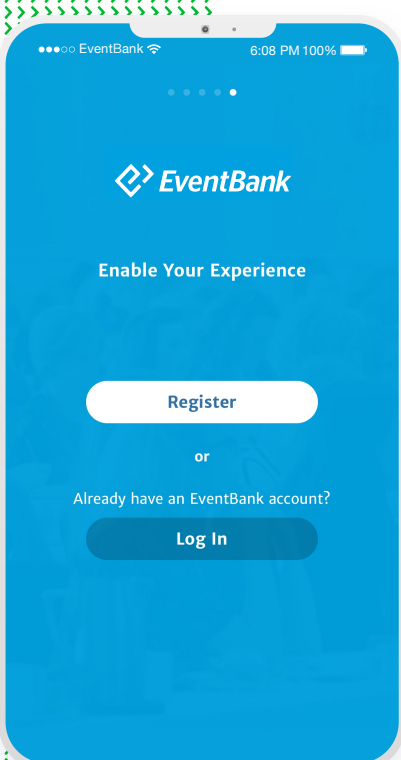 EventBank 6:08 PM 100%
EventBank
Enable Your Experience
Register
or
Already have an EventBank account?
Log In